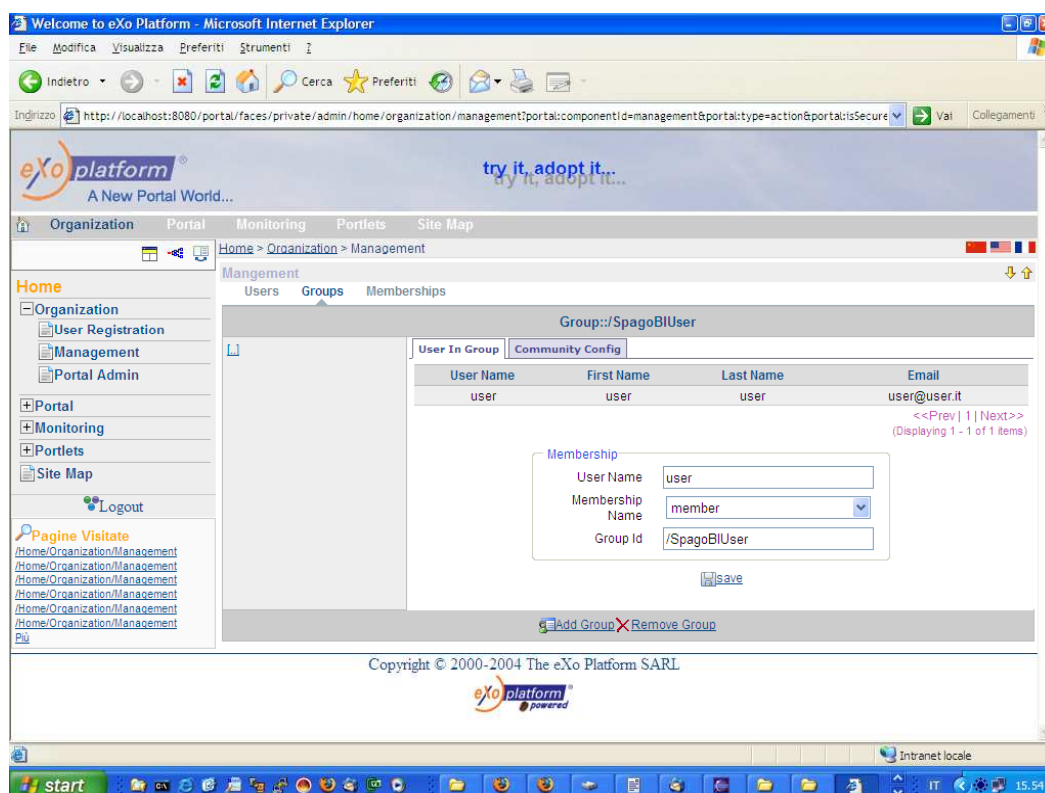 Welcome to eXo Platform - Microsoft Internet Explorer
File Modifica Visualizza Preferiti Strumenti ?
Indietro Cerca Preferiti
Indirizzo http://localhost:8080/portal/faces/private/admin/home/organization/management?portal:componentId=management&portal:type=action&portal:isSecure Vai Collegamenti
eXo platform ®
A New Portal World...
try it, adopt it...
Organization Portal Monitoring Portlets Site Map
Home > Organization > Management
Mangement
Users Groups Memberships
Home
Organization
User Registration
Management
Portal Admin
Portal
Monitoring
Portlets
Site Map
Logout
Pagine Visitate
/Home/Organization/Management
/Home/Organization/Management
/Home/Organization/Management
/Home/Organization/Management
/Home/Organization/Management
/Home/Organization/Management
Più
Group::/SpagoBIUser
[..]
User In Group Community Config
User Name First Name Last Name Email
user user user user@user.it
<<Prev | 1 | Next>>
(Displaying 1 - 1 of 1 items)
Membership
User Name user
Membership Name member
Group Id /SpagoBIUser
save
Add Group Remove Group
Copyright © 2000-2004 The eXo Platform SARL
eXo platform ®
powered
Intranet locale
start IT 15.54